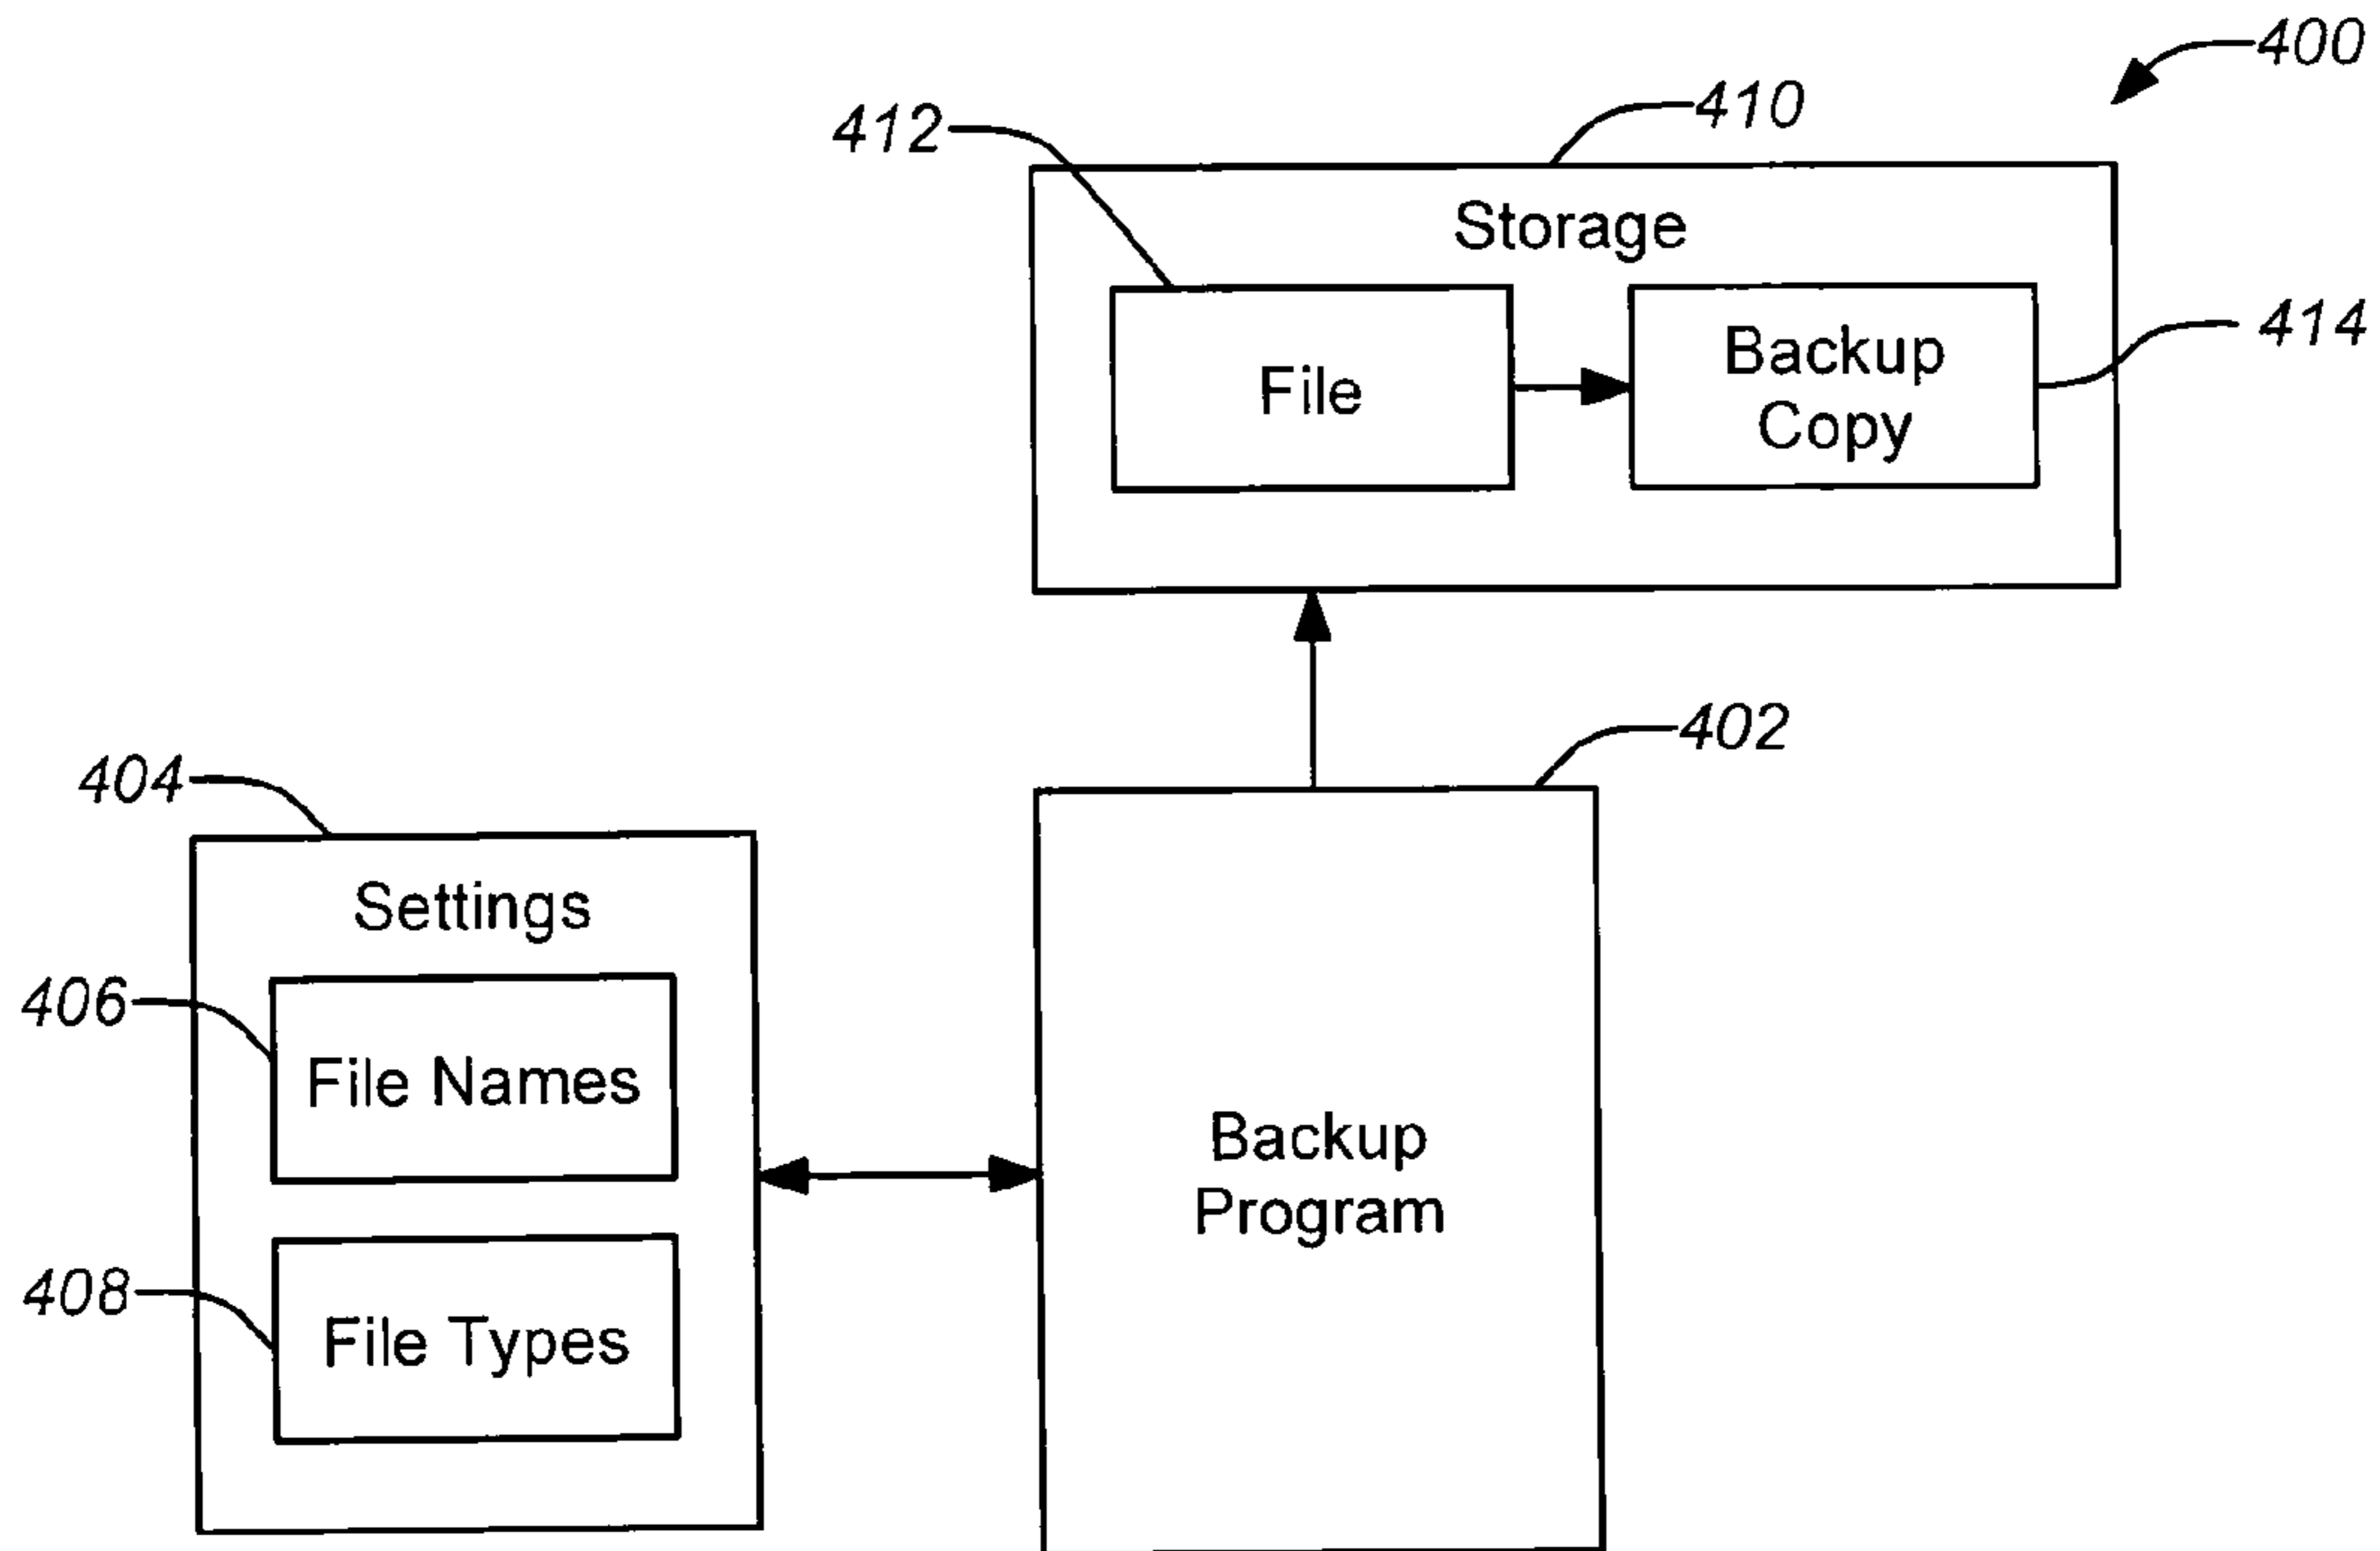 400
410
412
Storage
File
Backup
Copy
414
402
404
Settings
406
File Names
408
File Types
Backup
Program